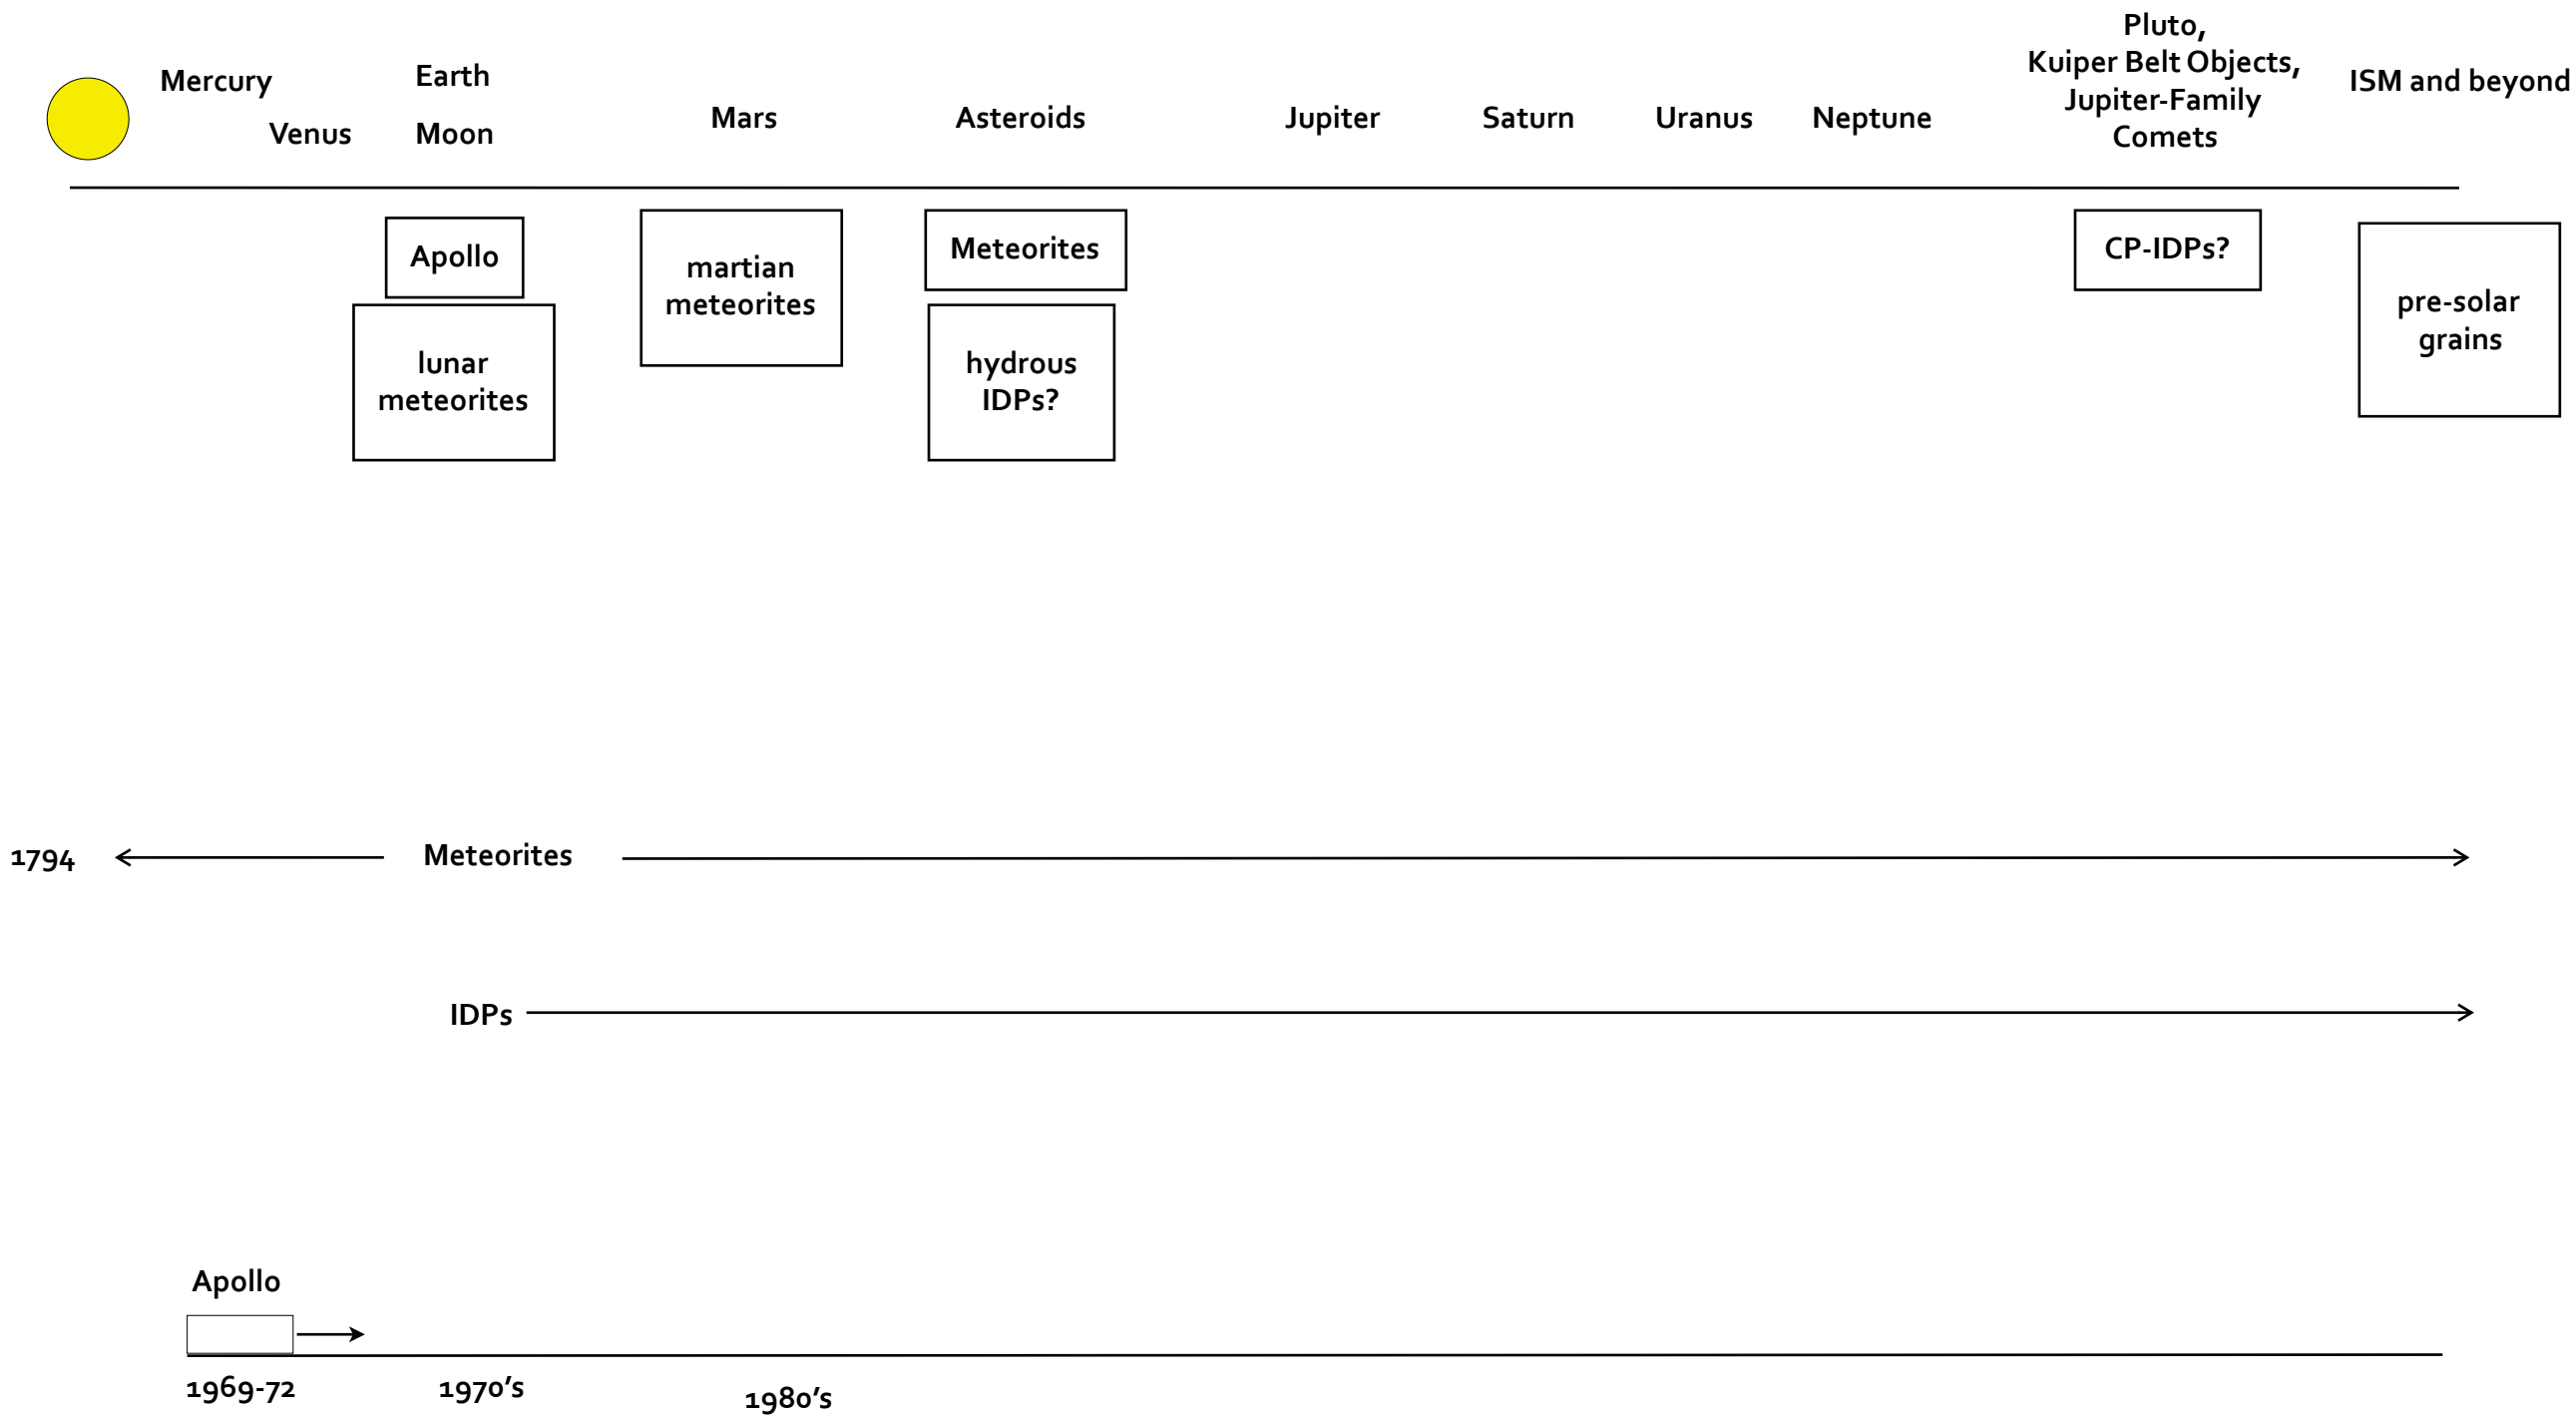 Mercury
Venus
Earth
Moon
Mars
Asteroids
Jupiter
Saturn
Uranus
Neptune
Pluto,
Kuiper Belt Objects,
Jupiter-Family
Comets
ISM and beyond
Apollo
lunar
meteorites
martian
meteorites
Meteorites
hydrous
IDPs?
CP-IDPs?
pre-solar
grains
1794
Meteorites
IDPs
Apollo
1969-72
1970's
1980's